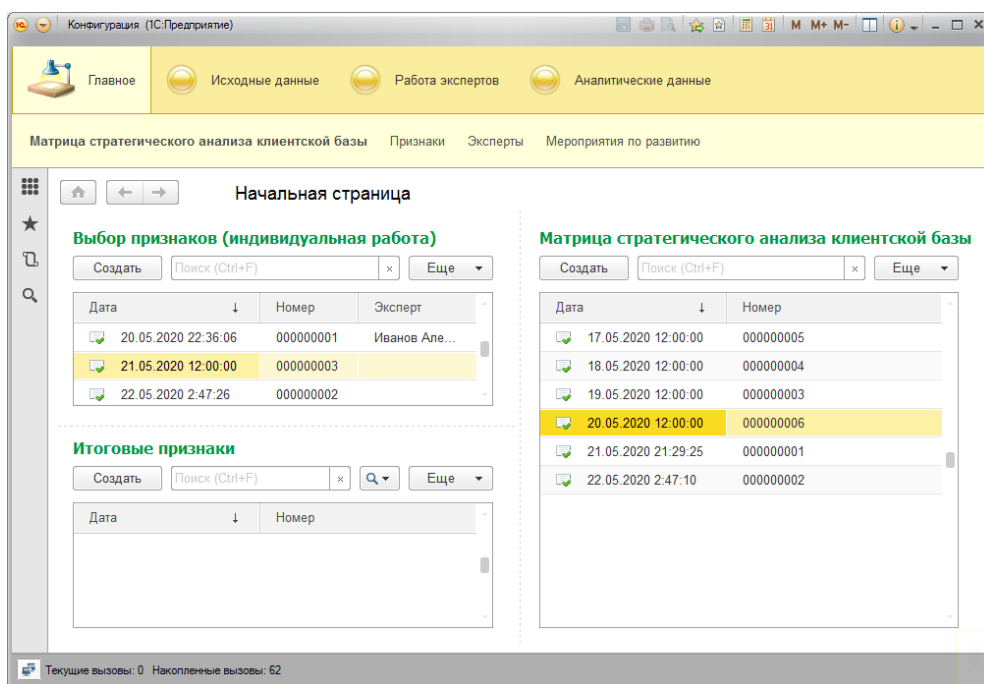 Конфигурация (1С:Предприятие)
M M+ M-
Главное Исходные данные Работа экспертов Аналитические данные
Матрица стратегического анализа клиентской базы Признаки Эксперты Мероприятия по развитию
Начальная страница
Выбор признаков (индивидуальная работа)
Создать Поиск (Ctrl+F) × Еще
Дата ↓ Номер Эксперт
20.05.2020 22:36:06 000000001 Иванов Але...
21.05.2020 12:00:00 000000003
22.05.2020 2:47:26 000000002
Итоговые признаки
Создать Поиск (Ctrl+F) × Еще
Дата ↓ Номер
Матрица стратегического анализа клиентской базы
Создать Поиск (Ctrl+F) × Еще
Дата ↓ Номер
17.05.2020 12:00:00 000000005
18.05.2020 12:00:00 000000004
19.05.2020 12:00:00 000000003
20.05.2020 12:00:00 000000006
21.05.2020 21:29:25 000000001
22.05.2020 2:47:10 000000002
Текущие вызовы: 0 Накопленные вызовы: 62